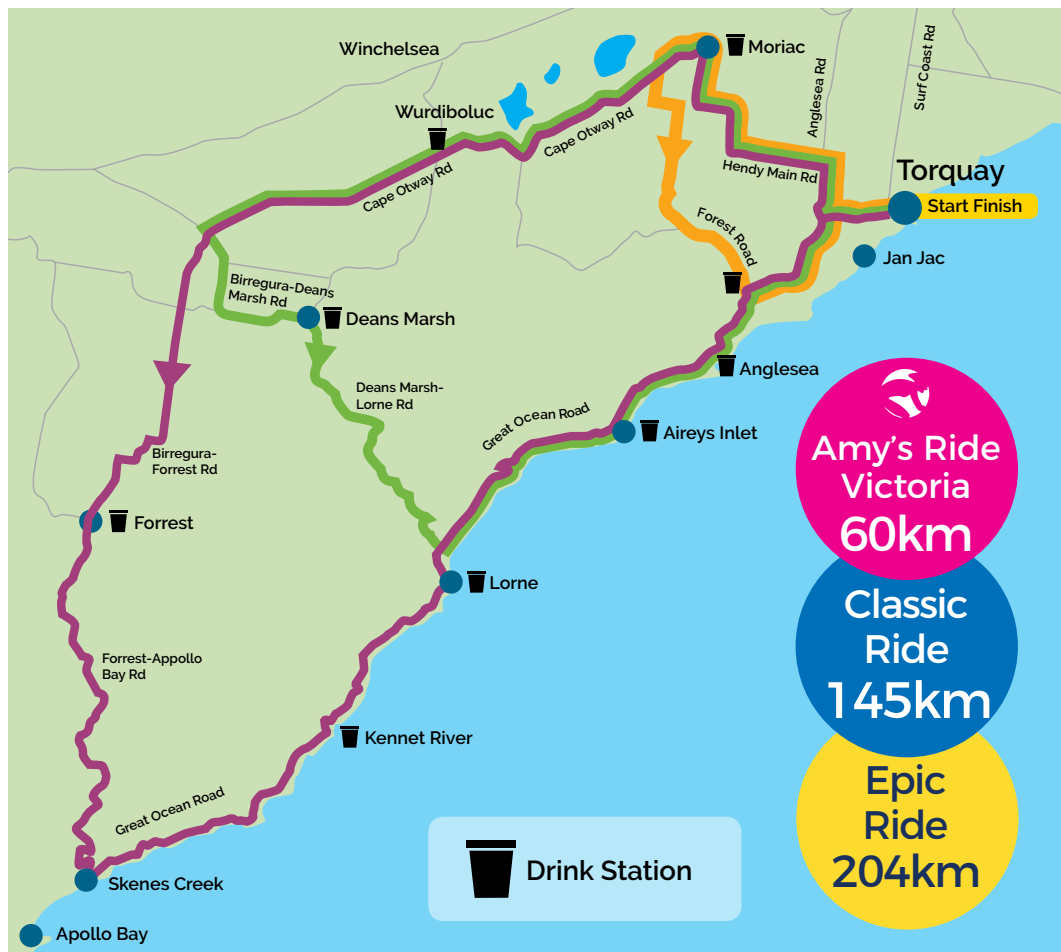 Winchelsea
Moriac
Anglesea Rd
Surf Coast Rd
Wurdiboluc
Cape Otway Rd
Cape Otway Rd
Hendy Main Rd
Torquay
Start Finish
Forest Road
Jan Jac
Birregura-Deans
Marsh Rd
Deans Marsh
Anglesea
Deans Marsh-
Lorne Rd
Great Ocean Road
Aireys Inlet
Birregura-
Forrest Rd
Forrest
Lorne
Forrest-Appollo
Bay Rd
Kennet River
Great Ocean Road
Skenes Creek
Apollo Bay
Drink Station
Amy's Ride
Victoria
60km
Classic
Ride
145km
Epic
Ride
204km